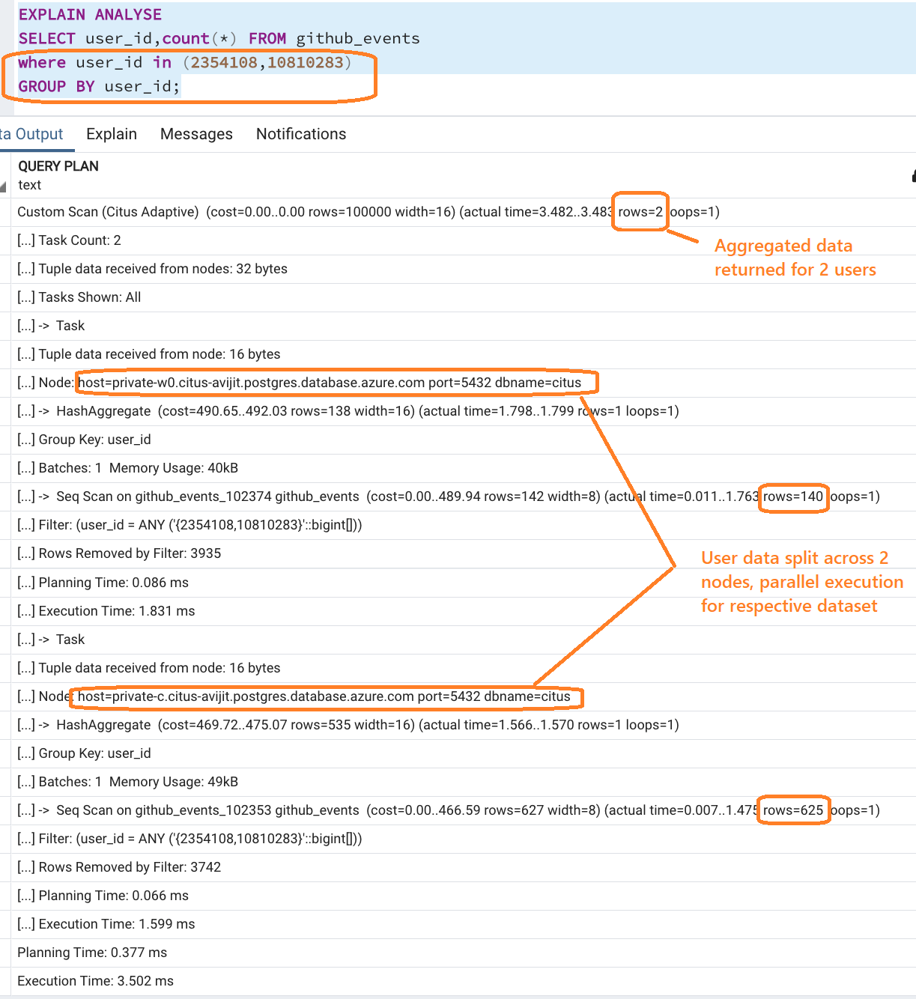 EXPLAIN ANALYSE
SELECT user_id,count(*) FROM github_events
where user_id in (2354108,10810283)
GROUP BY user_id;
ta Output Explain Messages Notifications
QUERY PLAN
text
Custom Scan (Citus Adaptive) (cost=0.00..0.00 rows=100000 width=16) (actual time=3.482..3.483 rows=2 loops=1)
Aggregated data
returned for 2 users
[...] Task Count: 2
[...] Tuple data received from nodes: 32 bytes
[...] Tasks Shown: All
[...] -> Task
[...] Tuple data received from node: 16 bytes
[...] Node: host=private-w0.citus-avijit.postgres.database.azure.com port=5432 dbname=citus
[...] -> HashAggregate (cost=490.65..492.03 rows=138 width=16) (actual time=1.798..1.799 rows=1 loops=1)
[...] Group Key: user_id
[...] Batches: 1 Memory Usage: 40kB
[...] -> Seq Scan on github_events_102374 github_events (cost=0.00..489.94 rows=142 width=8) (actual time=0.011..1.763 rows=140 loops=1)
[...] Filter: (user_id = ANY ('{2354108,10810283}'::bigint[]))
[...] Rows Removed by Filter: 3935
User data split across 2
nodes, parallel execution
for respective dataset
[...] Planning Time: 0.086 ms
[...] Execution Time: 1.831 ms
[...] -> Task
[...] Tuple data received from node: 16 bytes
[...] Node: host=private-c.citus-avijit.postgres.database.azure.com port=5432 dbname=citus
[...] -> HashAggregate (cost=469.72..475.07 rows=535 width=16) (actual time=1.566..1.570 rows=1 loops=1)
[...] Group Key: user_id
[...] Batches: 1 Memory Usage: 49kB
[...] -> Seq Scan on github_events_102353 github_events (cost=0.00..466.59 rows=627 width=8) (actual time=0.007..1.475 rows=625 loops=1)
[...] Filter: (user_id = ANY ('{2354108,10810283}'::bigint[]))
[...] Rows Removed by Filter: 3742
[...] Planning Time: 0.066 ms
[...] Execution Time: 1.599 ms
Planning Time: 0.377 ms
Execution Time: 3.502 ms